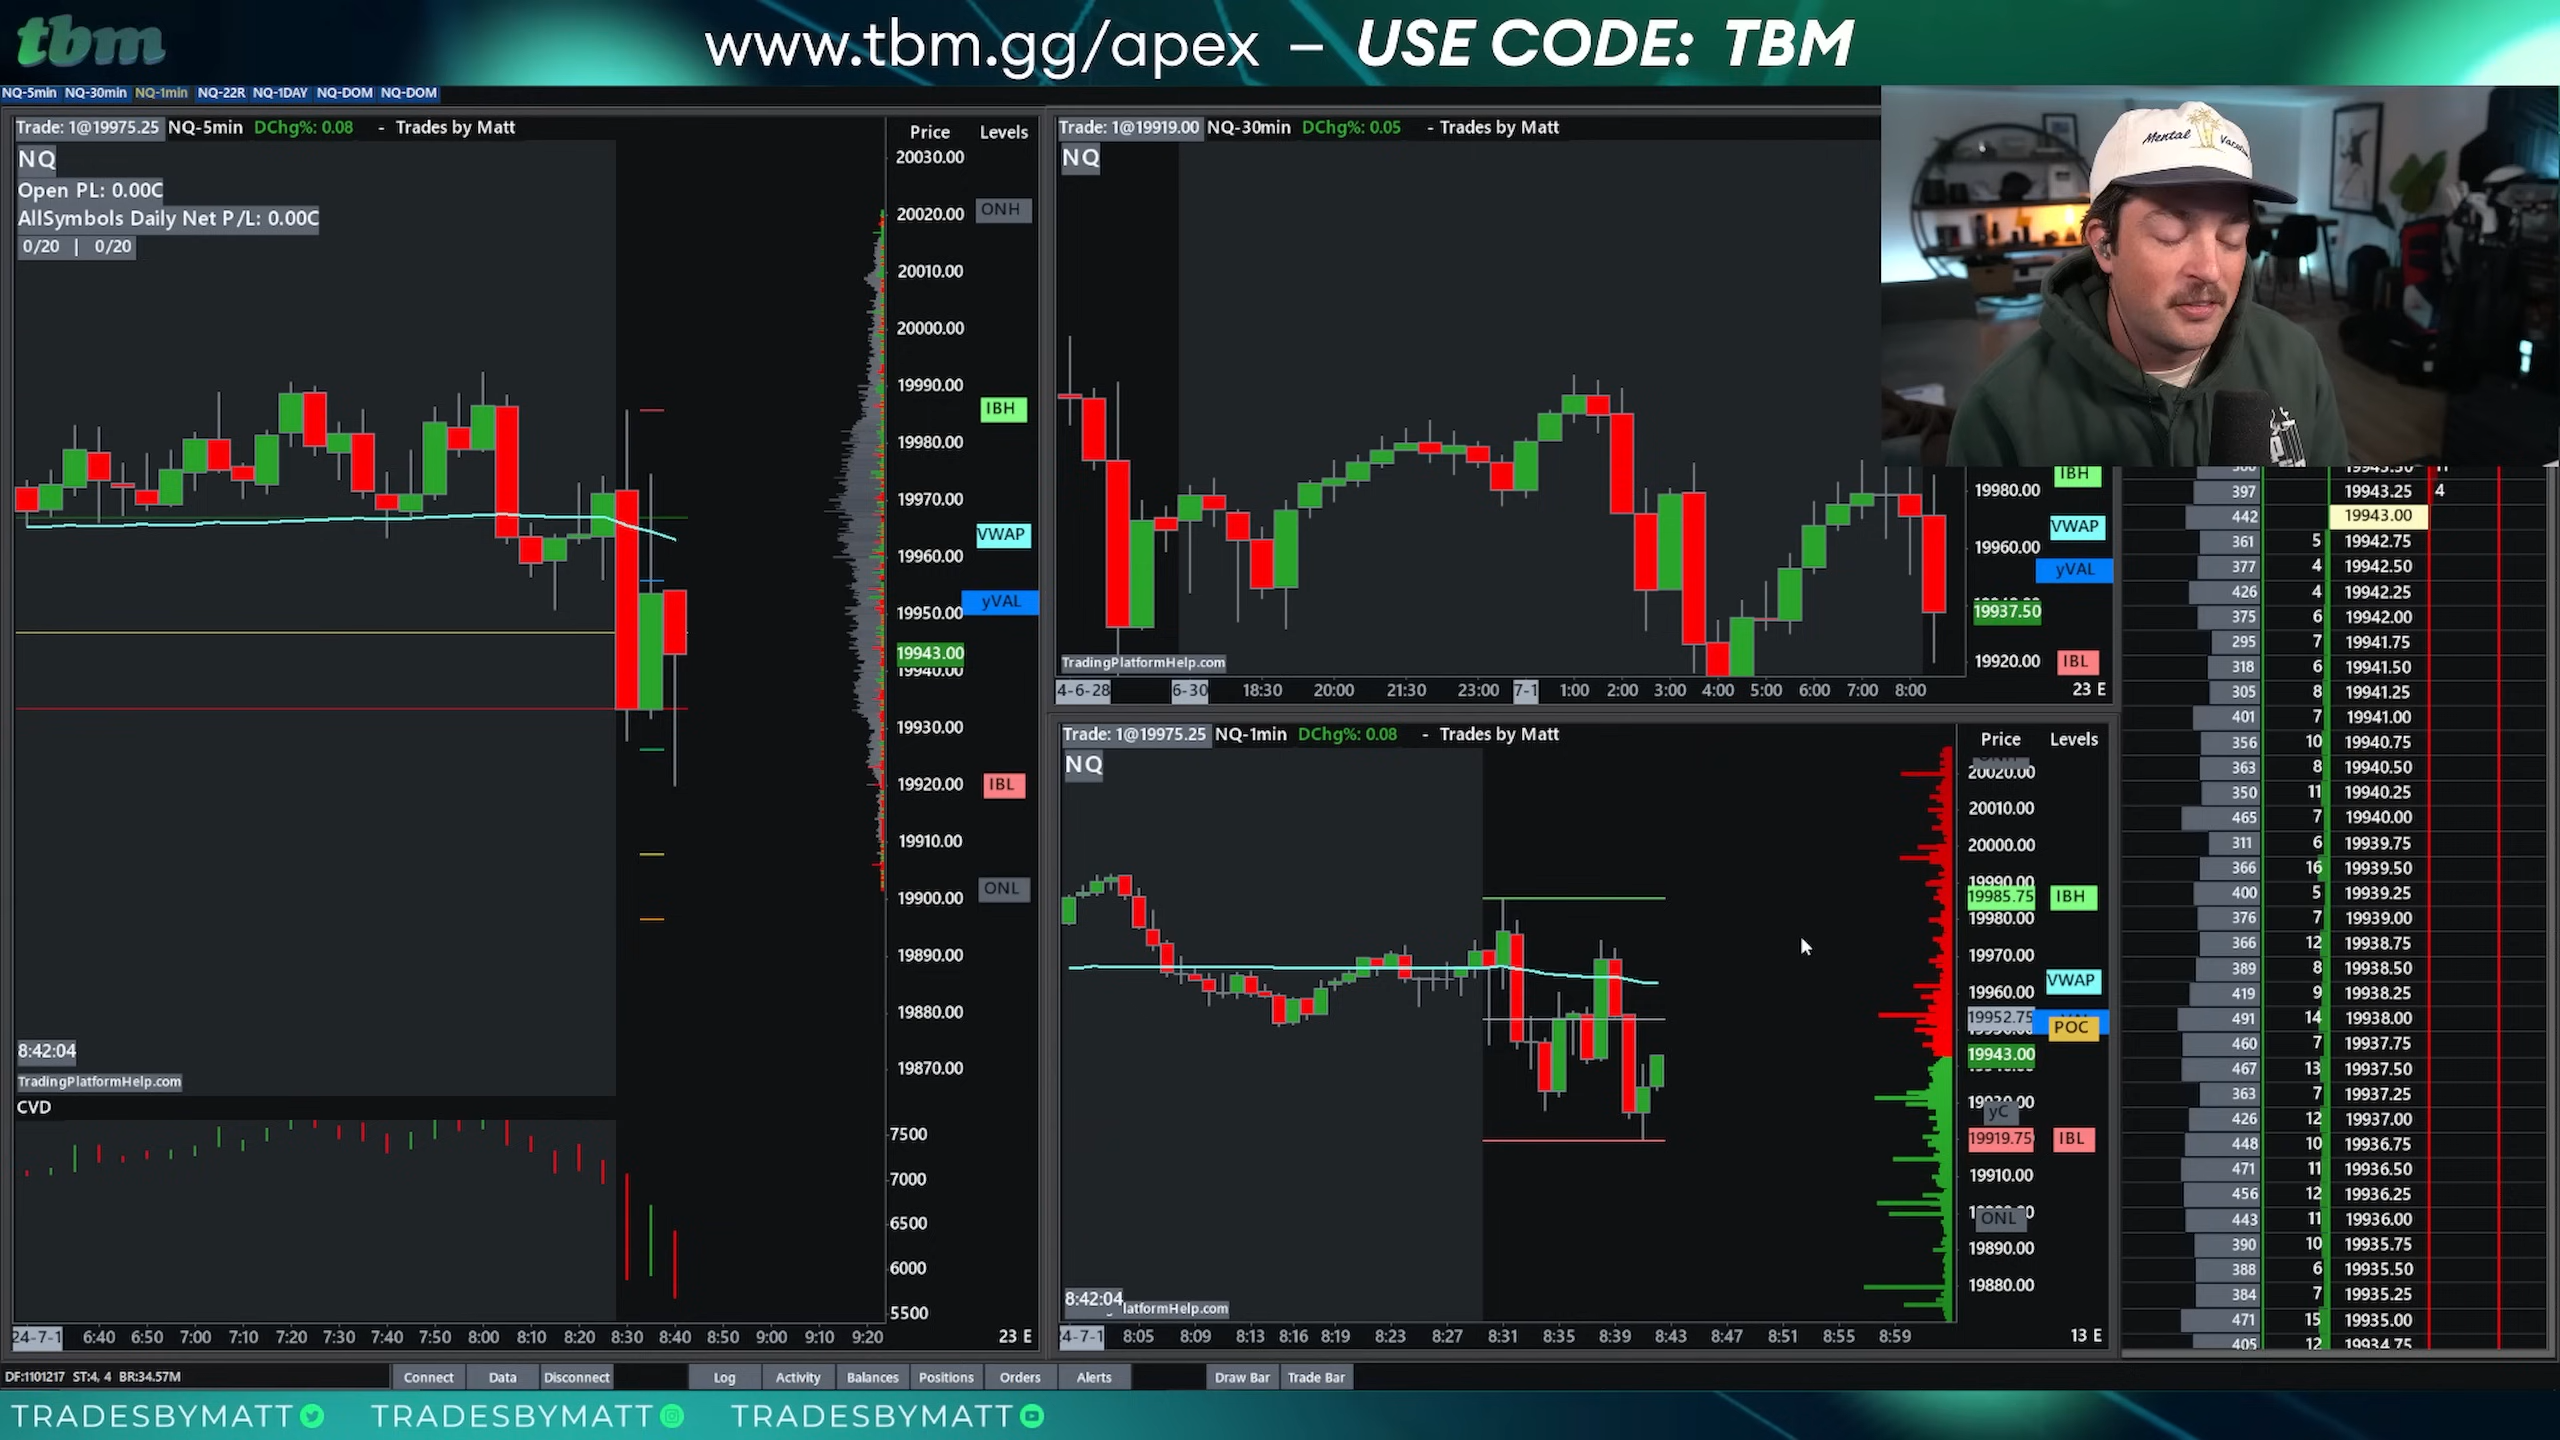 tbm
www.tbm.gg/apex – USE CODE: TBM
NQ-5min NQ-30min NQ-1min NQ-22R NQ-1DAY NQ-DOM NQ-DOM
Trade: 1@19975.25 NQ-5min DChg%: 0.08 - Trades by Matt
NQ
Open PL: 0.00C
AllSymbols Daily Net P/L: 0.00C
0/20 | 0/20
Price Levels
20030.00
20020.00 ONH
20010.00
20000.00
19990.00
IBH
19980.00
19970.00
VWAP
19960.00
yVAL
19950.00
19943.00
19940.00
19930.00
19920.00 IBL
19910.00
ONL
19900.00
19890.00
19880.00
19870.00
8:42:04
TradingPlatformHelp.com
CVD
7500
7000
6500
6000
5500
24-7-1 6:40 6:50 7:00 7:10 7:20 7:30 7:40 7:50 8:00 8:10 8:20 8:30 8:40 8:50 9:00 9:10 9:20 23 E
Trade: 1@19919.00 NQ-30min DChg%: 0.05 - Trades by Matt
NQ
IBH
19980.00
VWAP
19960.00
yVAL
19937.50
19920.00 IBL
TradingPlatformHelp.com
4-6-28 6-30 18:30 20:00 21:30 23:00 7-1 1:00 2:00 3:00 4:00 5:00 6:00 7:00 8:00 23 E
Trade: 1@19975.25 NQ-1min DChg%: 0.08 - Trades by Matt
NQ
Price Levels
20020.00
20010.00
20000.00
19990.00
19985.75 IBH
19980.00
19970.00
VWAP
19960.00
19952.75 POC
19943.00
yC
19919.75 IBL
19910.00
ONL
19890.00
19880.00
8:42:04
latformHelp.com
4-7-1 8:05 8:09 8:13 8:16 8:19 8:23 8:27 8:31 8:35 8:39 8:43 8:47 8:51 8:55 8:59 13 E
Mental
397 19943.25 4
442 19943.00
361 5 19942.75
377 4 19942.50
426 4 19942.25
375 6 19942.00
295 7 19941.75
318 6 19941.50
305 8 19941.25
401 7 19941.00
356 10 19940.75
363 8 19940.50
350 11 19940.25
465 7 19940.00
311 6 19939.75
366 16 19939.50
400 5 19939.25
376 7 19939.00
366 12 19938.75
389 8 19938.50
419 9 19938.25
491 14 19938.00
460 7 19937.75
467 13 19937.50
363 7 19937.25
426 12 19937.00
448 10 19936.75
471 11 19936.50
456 12 19936.25
443 11 19936.00
390 10 19935.75
388 6 19935.50
384 7 19935.25
471 15 19935.00
405 12 19934.75
DF:1101217 ST:4, 4 BR:34.57M
Connect Data Disconnect Log Activity Balances Positions Orders Alerts Draw Bar Trade Bar
TRADESBYMATT TRADESBYMATT TRADESBYMATT